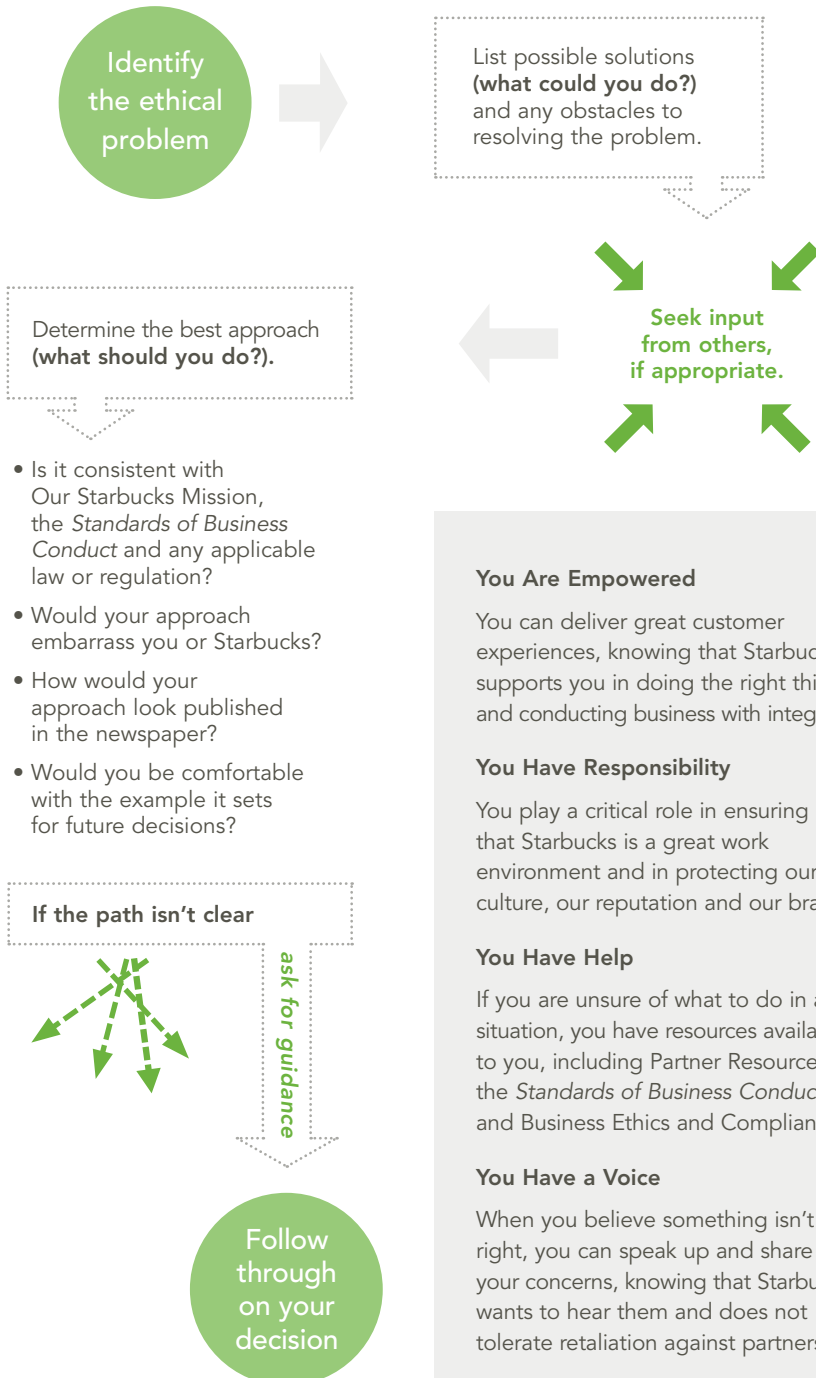 Identify
the ethical
problem
List possible solutions
(what could you do?)
and any obstacles to
resolving the problem.
Seek input
from others,
if appropriate.
Determine the best approach
(what should you do?).
• Is it consistent with
Our Starbucks Mission,
the Standards of Business
Conduct and any applicable
law or regulation?
• Would your approach
embarrass you or Starbucks?
• How would your
approach look published
in the newspaper?
• Would you be comfortable
with the example it sets
for future decisions?
If the path isn't clear
ask for guidance
Follow
through
on your
decision
You Are Empowered
You can deliver great customer
experiences, knowing that
supports you in doing the right
and conducting business with
You Have Responsibility
You play a critical role in ensuring
that Starbucks is a great work
environment and in protecting our
culture, our reputation and our
You Have Help
If you are unsure of what to do in
situation, you have resources
to you, including Partner
the Standards of Business
and Business Ethics and
You Have a Voice
When you believe something isn't
right, you can speak up and share
your concerns, knowing that
wants to hear them and does not
tolerate retaliation against